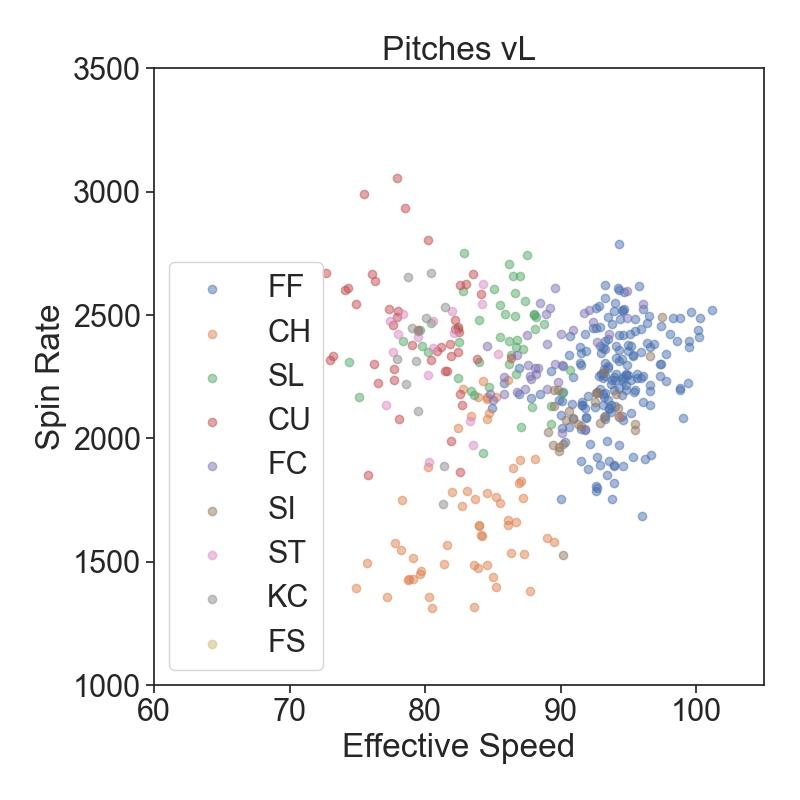 Pitches vL
3500
3000
2500
2000
1500
1000
Spin Rate
FF
CH
SL
CU
FC
SI
ST
KC
FS
60 70 80 90 100
Effective Speed